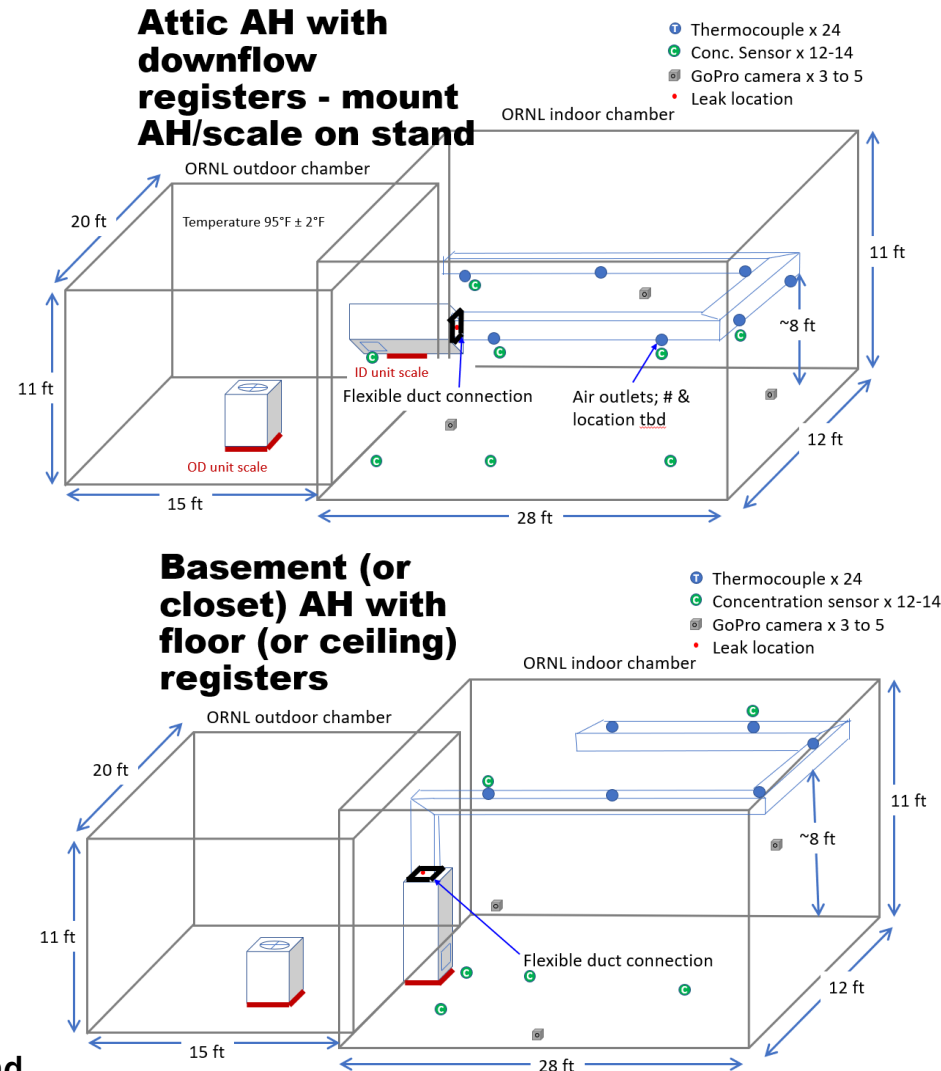 Attic AH with
downflow
registers - mount
AH/scale on stand
T Thermocouple x 24
C Conc. Sensor x 12-14
GoPro camera x 3 to 5
Leak location
ORNL indoor chamber
ORNL outdoor chamber
20 ft
Temperature 95°F ± 2°F
11 ft
C
~8 ft
C
C
C
C
11 ft
ID unit scale
Flexible duct connection
Air outlets; # &
location tbd
12 ft
OD unit scale
C
C
C
15 ft
28 ft
Basement (or
closet) AH with
floor (or ceiling)
registers
T Thermocouple x 24
C Concentration sensor x 12-14
GoPro camera x 3 to 5
Leak location
ORNL indoor chamber
C
ORNL outdoor chamber
20 ft
C
11 ft
~8 ft
11 ft
Flexible duct connection
C
C
C
12 ft
C
15 ft
28 ft